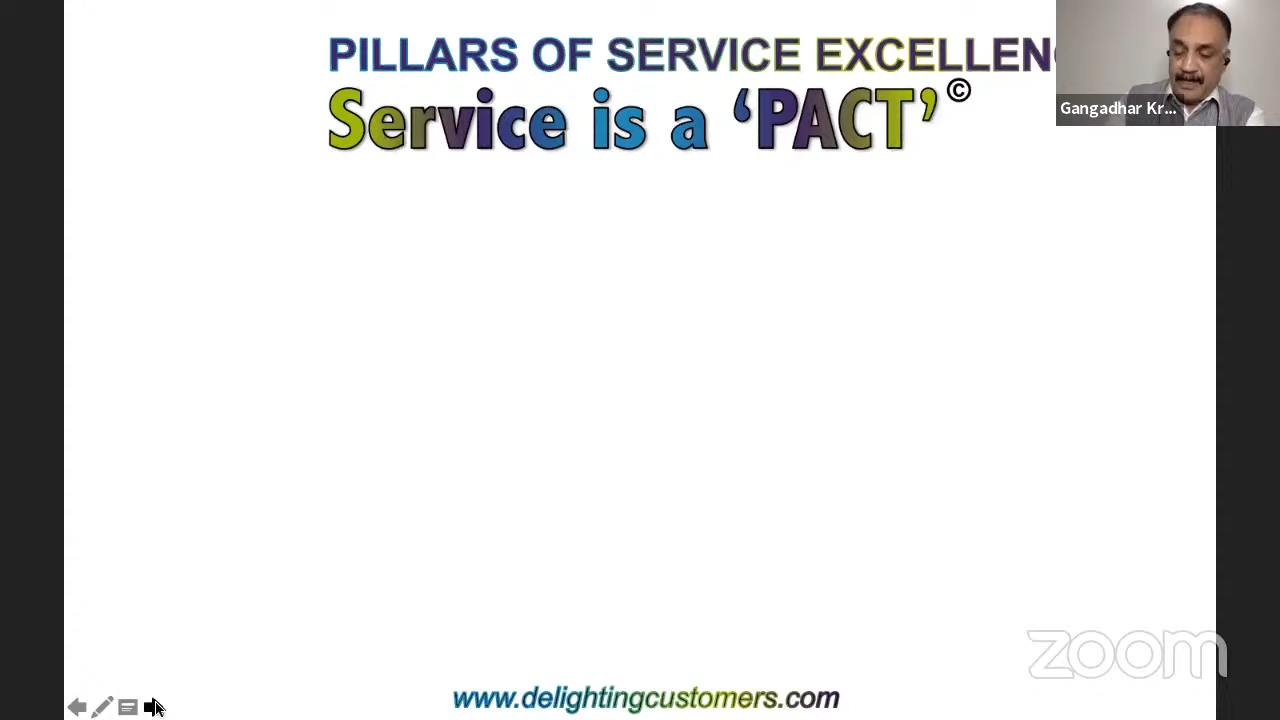 PILLARS OF SERVICE EXCELLEN
Service is a ‘PACT’©
Gangadhar Kr...
zoom
www.delightingcustomers.com